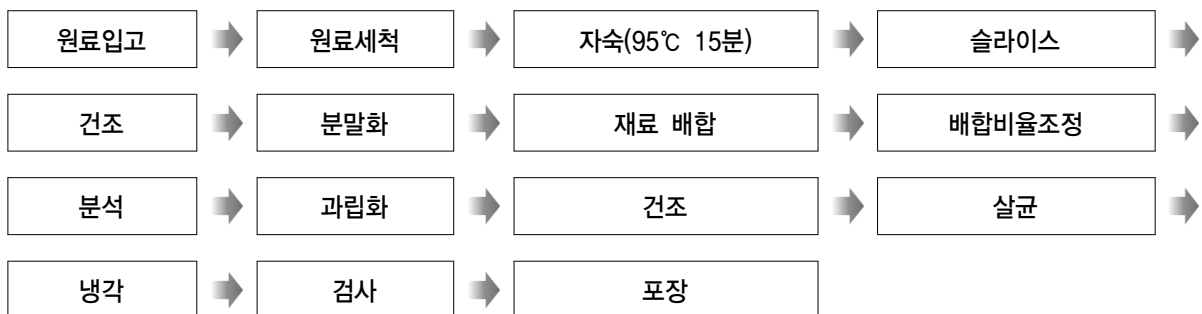 원료입고 원료세척 자숙(95℃ 15분) 슬라이스
건조 분말화 재료 배합 배합비율조정
분석 과립화 건조 살균
냉각 검사 포장